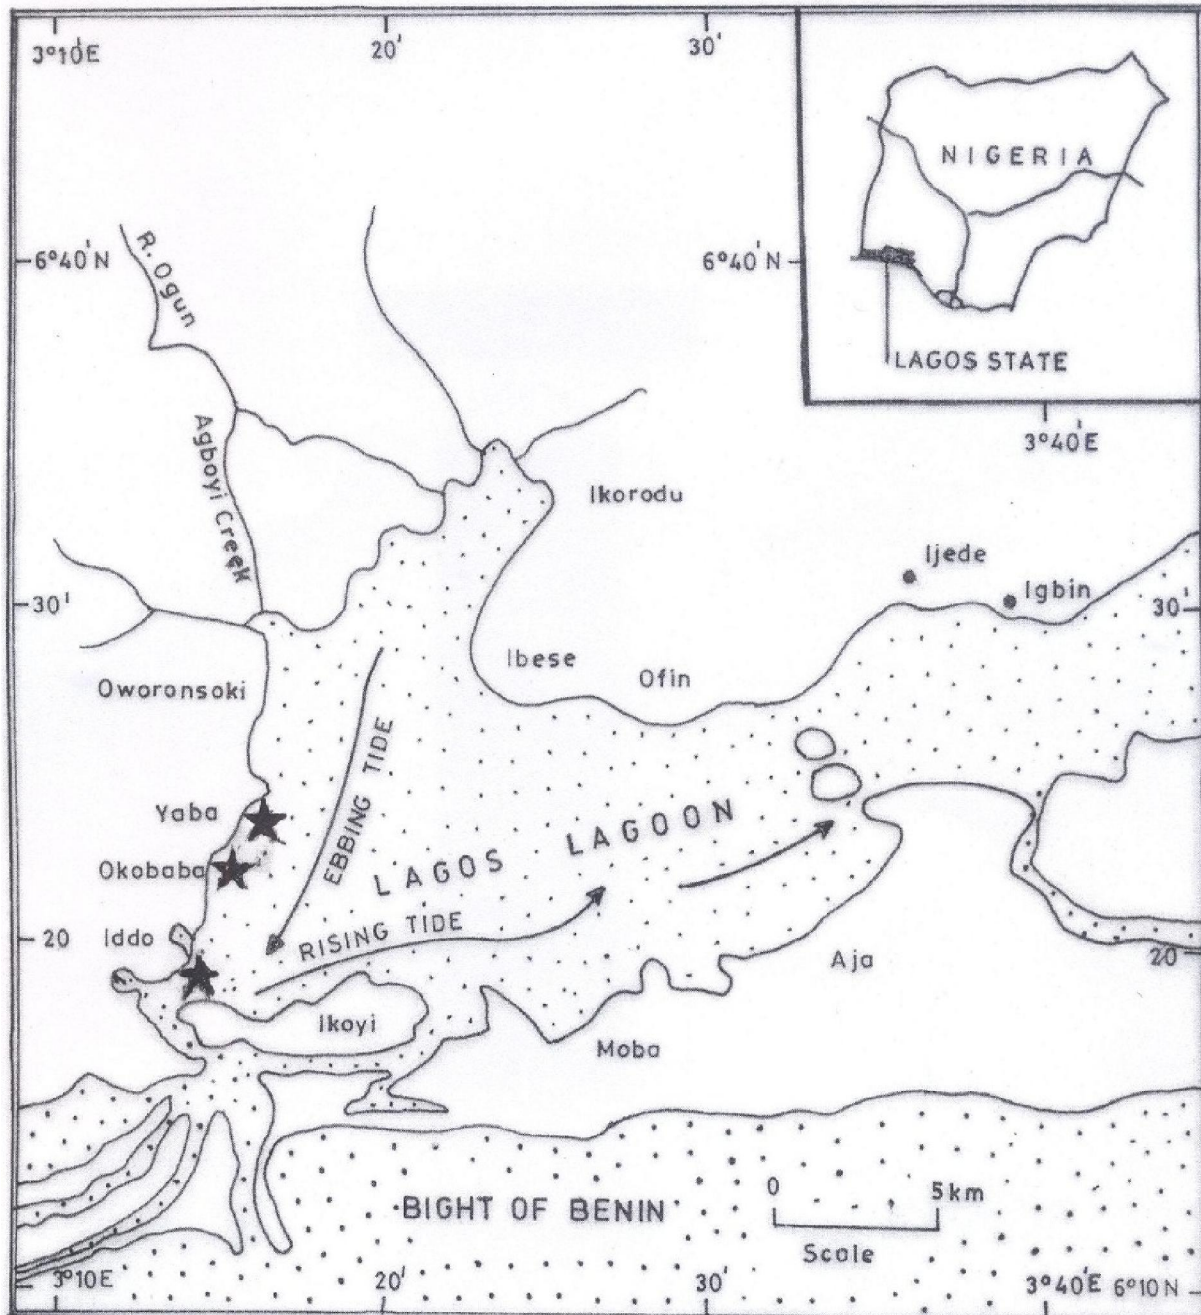 3°10'E
20'
30'
NIGERIA
LAGOS STATE
6°40'N
6°40'N
3°40'E
R. Ogun
Agboyi Creek
Ikorodu
Ijede
Igbin
30'
30'
Ibese
Ofin
Oworonsoki
EBBING TIDE
Yaba
Okobaba
LAGOS LAGOON
RISING TIDE
Iddo
20
20'
Aja
Ikoyi
Moba
BIGHT OF BENIN
0 5km
Scale
3°10'E
20'
30'
3°40'E 6°10N